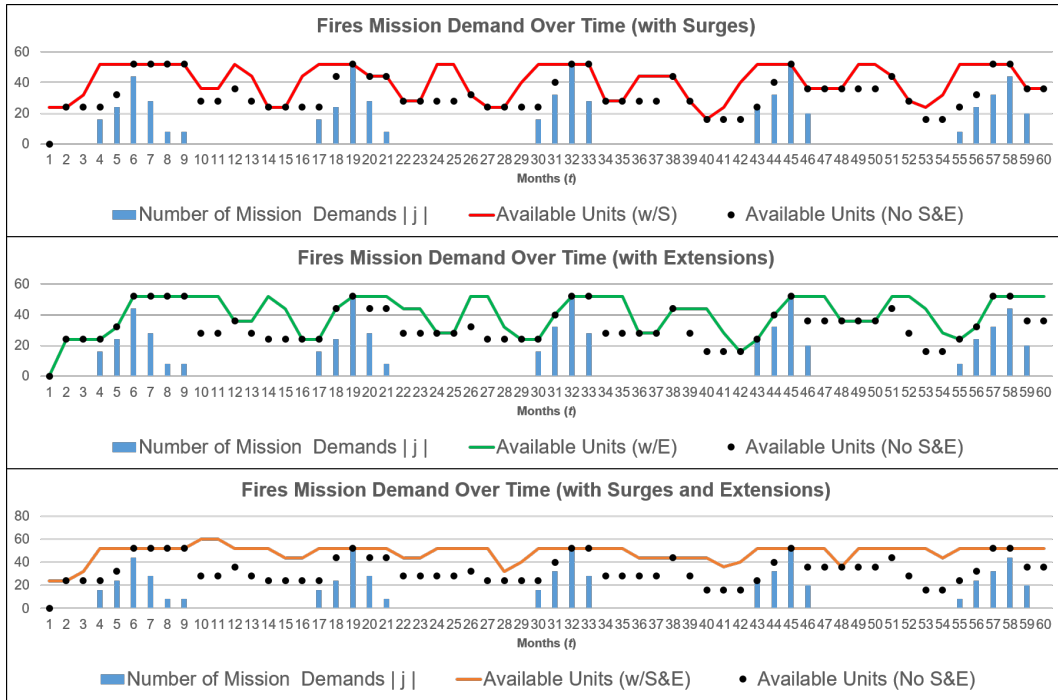 Fires Mission Demand Over Time (with Surges)
60
40
20
0
1 2 3 4 5 6 7 8 9 10 11 12 13 14 15 16 17 18 19 20 21 22 23 24 25 26 27 28 29 30 31 32 33 34 35 36 37 38 39 40 41 42 43 44 45 46 47 48 49 50 51 52 53 54 55 56 57 58 59 60
Months (t)
Number of Mission Demands | j | Available Units (w/S) Available Units (No S&E)
Fires Mission Demand Over Time (with Extensions)
60
40
20
0
1 2 3 4 5 6 7 8 9 10 11 12 13 14 15 16 17 18 19 20 21 22 23 24 25 26 27 28 29 30 31 32 33 34 35 36 37 38 39 40 41 42 43 44 45 46 47 48 49 50 51 52 53 54 55 56 57 58 59 60
Months (t)
Number of Mission Demands | j | Available Units (w/E) Available Units (No S&E)
Fires Mission Demand Over Time (with Surges and Extensions)
80
60
40
20
0
1 2 3 4 5 6 7 8 9 10 11 12 13 14 15 16 17 18 19 20 21 22 23 24 25 26 27 28 29 30 31 32 33 34 35 36 37 38 39 40 41 42 43 44 45 46 47 48 49 50 51 52 53 54 55 56 57 58 59 60
Months (t)
Number of Mission Demands | j | Available Units (w/S&E) Available Units (No S&E)